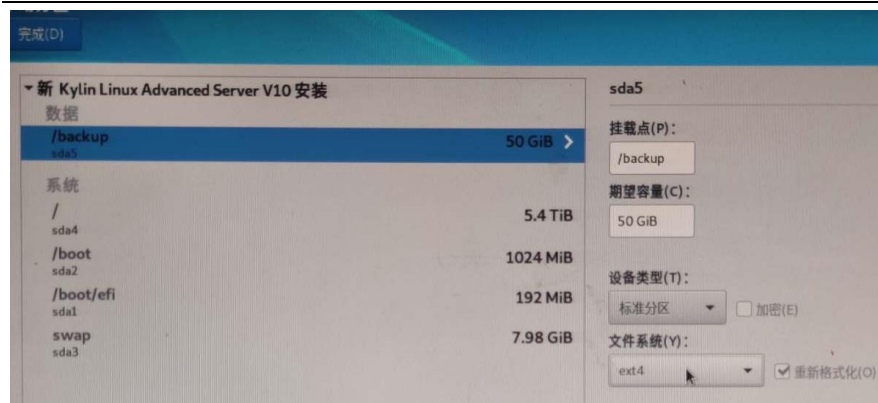 完成(D)
新 Kylin Linux Advanced Server V10 安装
数据
/backup
50 GiB
sda5
系统
/
5.4 TiB
sda4
/boot
1024 MiB
sda2
/boot/efi
192 MiB
sda1
swap
7.98 GiB
sda3
sda5
挂载点(P):
/backup
期望容量(C):
50 GiB
设备类型(T):
标准分区
加密(E)
文件系统(Y):
ext4
重新格式化(O)